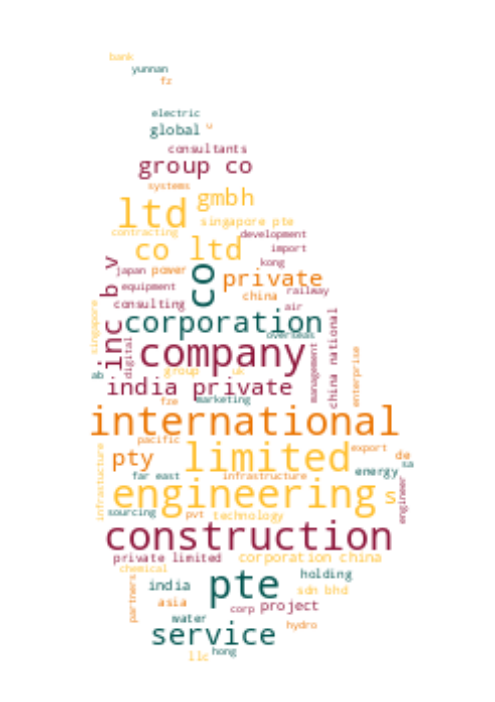 bank
yunnan
fz
electric
global u
consultants
group co
systems
ltd gmbh
singapore pte
contracting development
co ltd import
kong
b v japan power co private
equipment china railway
consulting air
singapore inc corporation
overseas
digital company management china national enterprise
ab group uk
india private
fze marketing
international
pacific
pty limited export de
far east infrastructure energy sa
infrastucture engineering s engineer
sourcing pvt technology
construction
private limited corporation china
chemical
partners india pte holding
sdn bhd
asia corp project
water
service hydro
llc hong